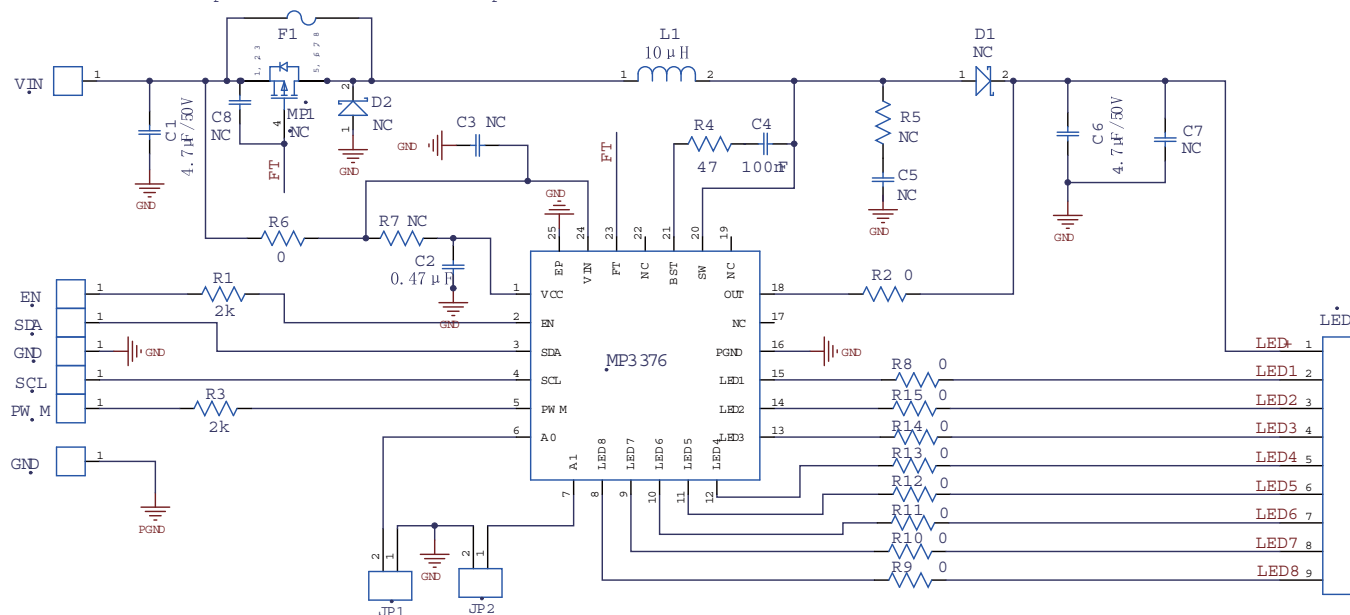 F1
L1
10µH
D1
NC
VIN
1
1, 2 3
5, 6 7 8
1
2
1
2
C1
4.7µF/50V
C8
NC
4
MP1
NC
2
1
D2
NC
C3 NC
GND
FT
R4
47
C4
100nF
R5
NC
C5
NC
C6
4.7µF/50V
C7
NC
GND
FT
GND
GND
GND
GND
R6
0
R7 NC
C2
0.47µF
GND
25
24
23
22
21
20
19
EP
VIN
FT
NC
BST
SW
NC
R2 0
EN
1
R1
2k
SDA
1
GND
1
GND
SCL
1
PWM
1
R3
2k
GND
1
PGND
1
VCC
2
EN
3
SDA
4
SCL
5
PWM
6
A0
MP3376
OUT
18
NC
17
PGND
16
GND
LED1
15
LED2
14
LED3
13
A1
LED8
LED7
LED6
LED5
LED4
7
8
9
10
11
12
R8 0
R15 0
R14 0
R13 0
R12 0
R11 0
R10 0
R9 0
LED
LED+
1
LED1
2
LED2
3
LED3
4
LED4
5
LED5
6
LED6
7
LED7
8
LED8
9
2
1
JP1
GND
2
1
JP2